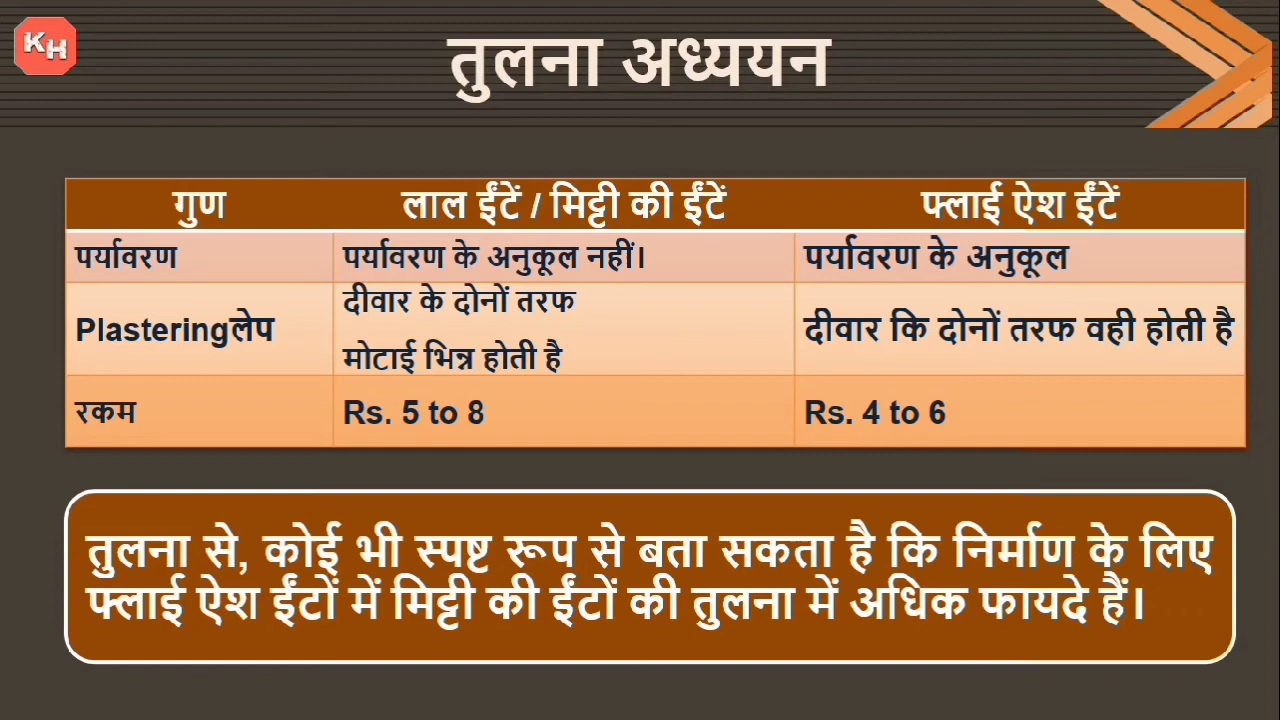 KH
तुलना अध्ययन
गुण लाल ईंटें / मिट्टी की ईंटें फ्लाई ऐश ईंटें
पर्यावरण पर्यावरण के अनुकूल नहीं। पर्यावरण के अनुकूल
Plasteringलेप दीवार के दोनों तरफ
मोटाई भिन्न होती है दीवार कि दोनों तरफ वही होती है
रकम Rs. 5 to 8 Rs. 4 to 6
तुलना से, कोई भी स्पष्ट रूप से बता सकता है कि निर्माण के लिए
फ्लाई ऐश ईंटों में मिट्टी की ईंटों की तुलना में अधिक फायदे हैं।